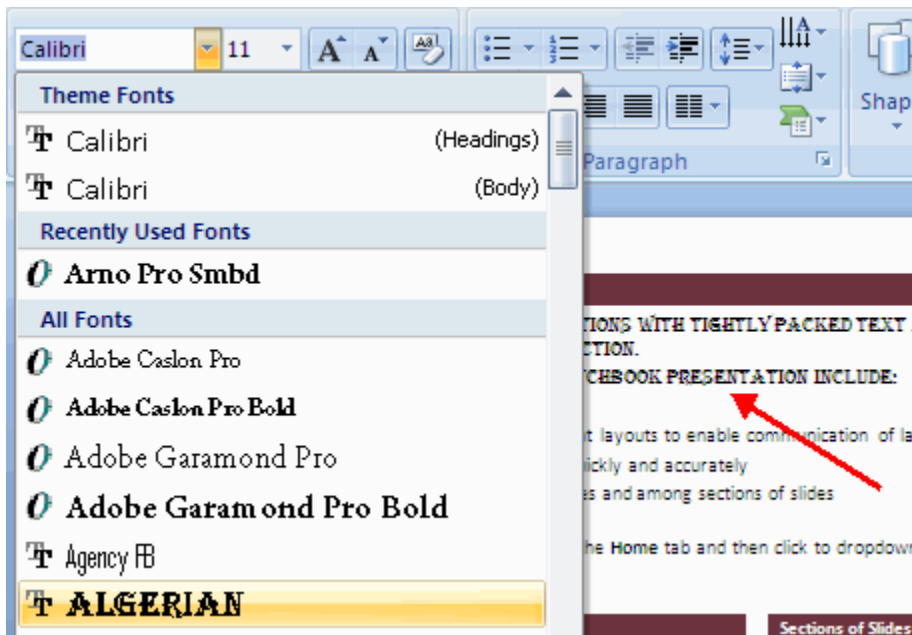 Calibri 11
Theme Fonts
Calibri (Headings)
Calibri (Body)
Recently Used Fonts
Arno Pro Smbd
All Fonts
Adobe Caslon Pro
Adobe Caslon Pro Bold
Adobe Garamond Pro
Adobe Garamond Pro Bold
Agency FB
ALGERIAN
Shap
Paragraph
TIONS WITH TIGHTLY PACKED TEXT
CTION.
CHBOOK PRESENTATION INCLUDE:
t layouts to enable communication of la
ickly and accurately
es and among sections of slides
he Home tab and then click to dropdown
Sections of Slides